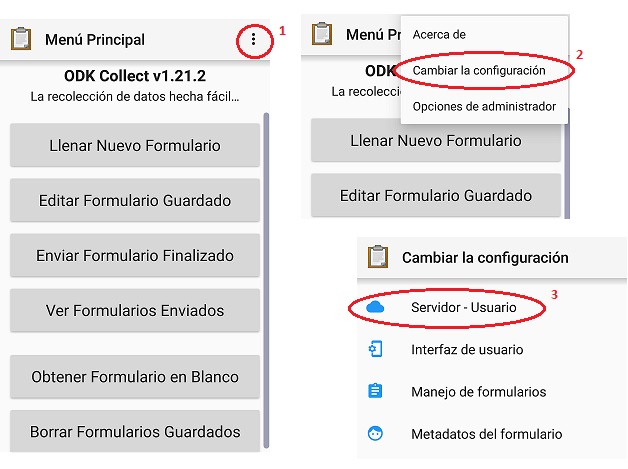 Menú Principal
1
ODK Collect v1.21.2
La recolección de datos hecha fácil...
Llenar Nuevo Formulario
Editar Formulario Guardado
Enviar Formulario Finalizado
Ver Formularios Enviados
Obtener Formulario en Blanco
Borrar Formularios Guardados
Menú Pr
Acerca de
2
ODK
Cambiar la configuración
La recolecci
Opciones de administrador
Llenar Nuevo Formulario
Editar Formulario Guardado
Cambiar la configuración
3
Servidor - Usuario
Interfaz de usuario
Manejo de formularios
Metadatos del formulario